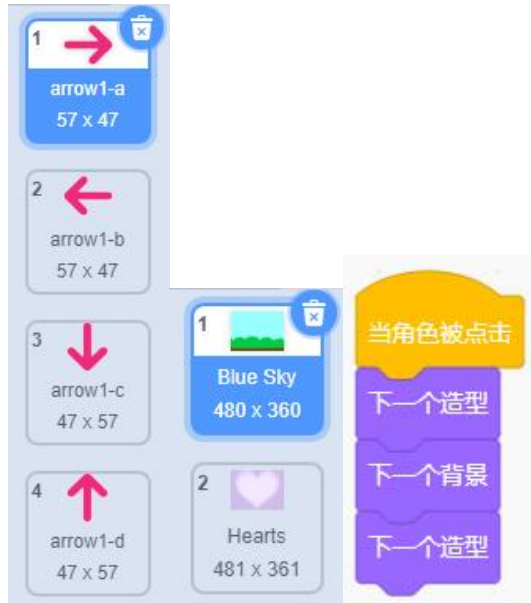 1
arrow1-a
57 x 47
2
arrow1-b
57 x 47
3
arrow1-c
47 x 57
4
arrow1-d
47 x 57
1
Blue Sky
480 x 360
2
Hearts
481 x 361
当角色被点击
下一个造型
下一个背景
下一个造型